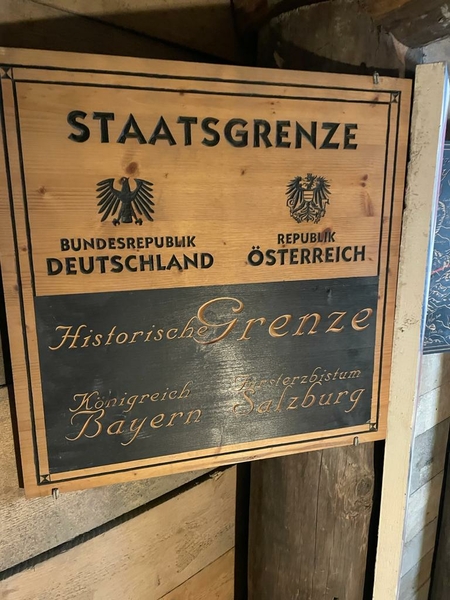 STAATSGRENZE
BUNDESREPUBLIK
DEUTSCHLAND
REPUBLIK
ÖSTERREICH
Historische Grenze
Königreich
Bayern
Fürsterzbistum
Salzburg